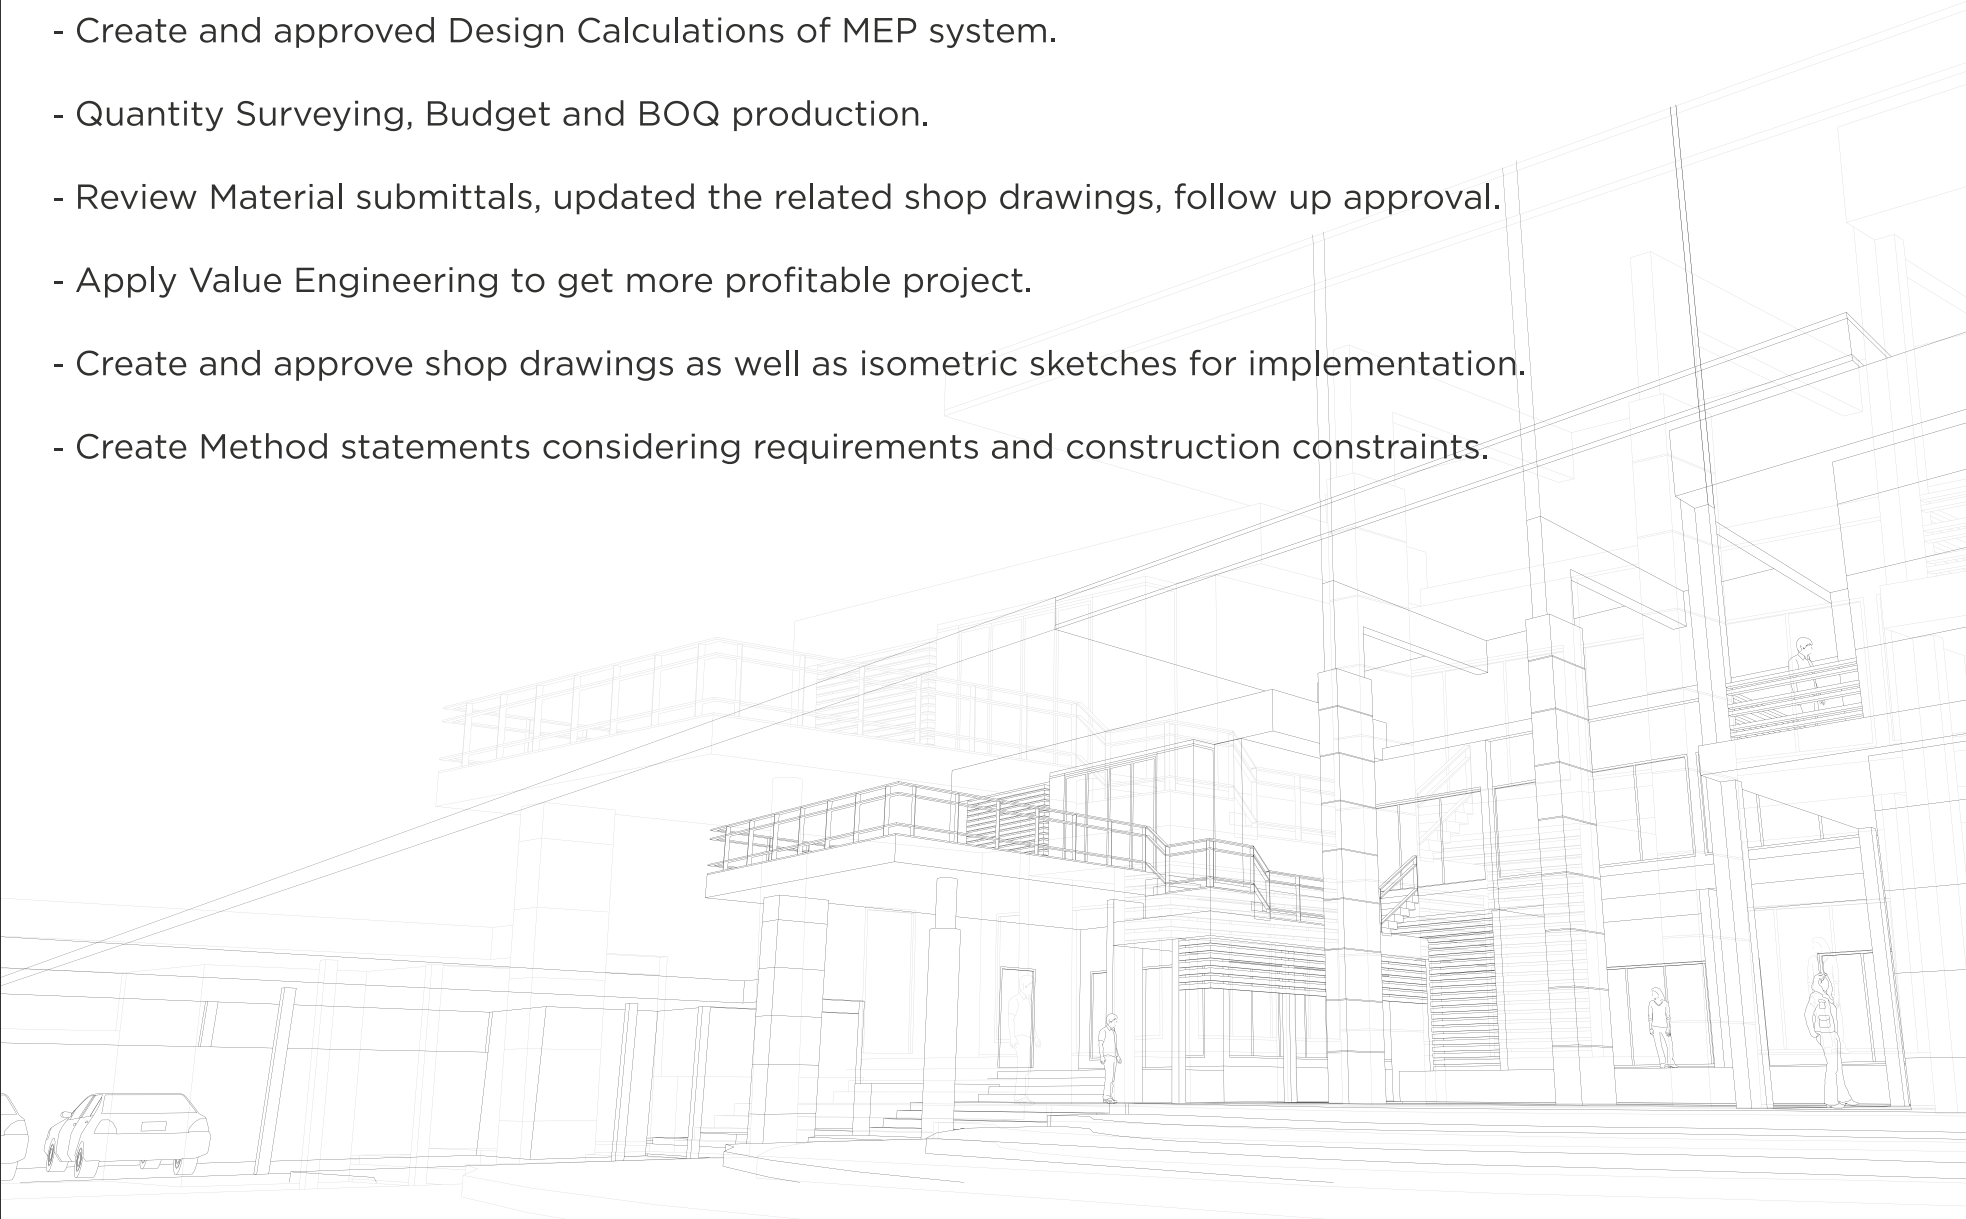 - Create and approved Design Calculations of MEP system.
- Quantity Surveying, Budget and BOQ production.
- Review Material submittals, updated the related shop drawings, follow up approval.
- Apply Value Engineering to get more profitable project.
- Create and approve shop drawings as well as isometric sketches for implementation.
- Create Method statements considering requirements and construction constraints.